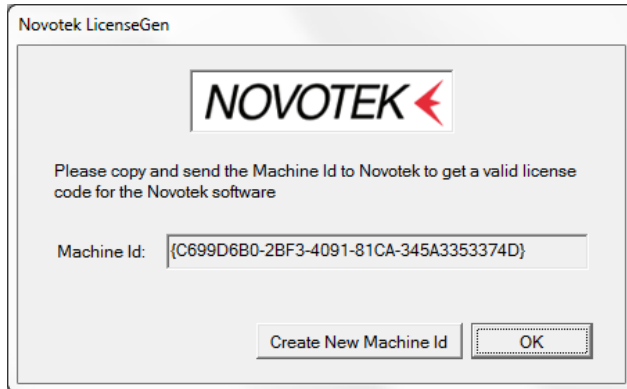 Novotek LicenseGen
NOVOTEK
Please copy and send the Machine Id to Novotek to get a valid license
code for the Novotek software
Machine Id: {C699D6B0-2BF3-4091-81CA-345A3353374D}
Create New Machine Id OK